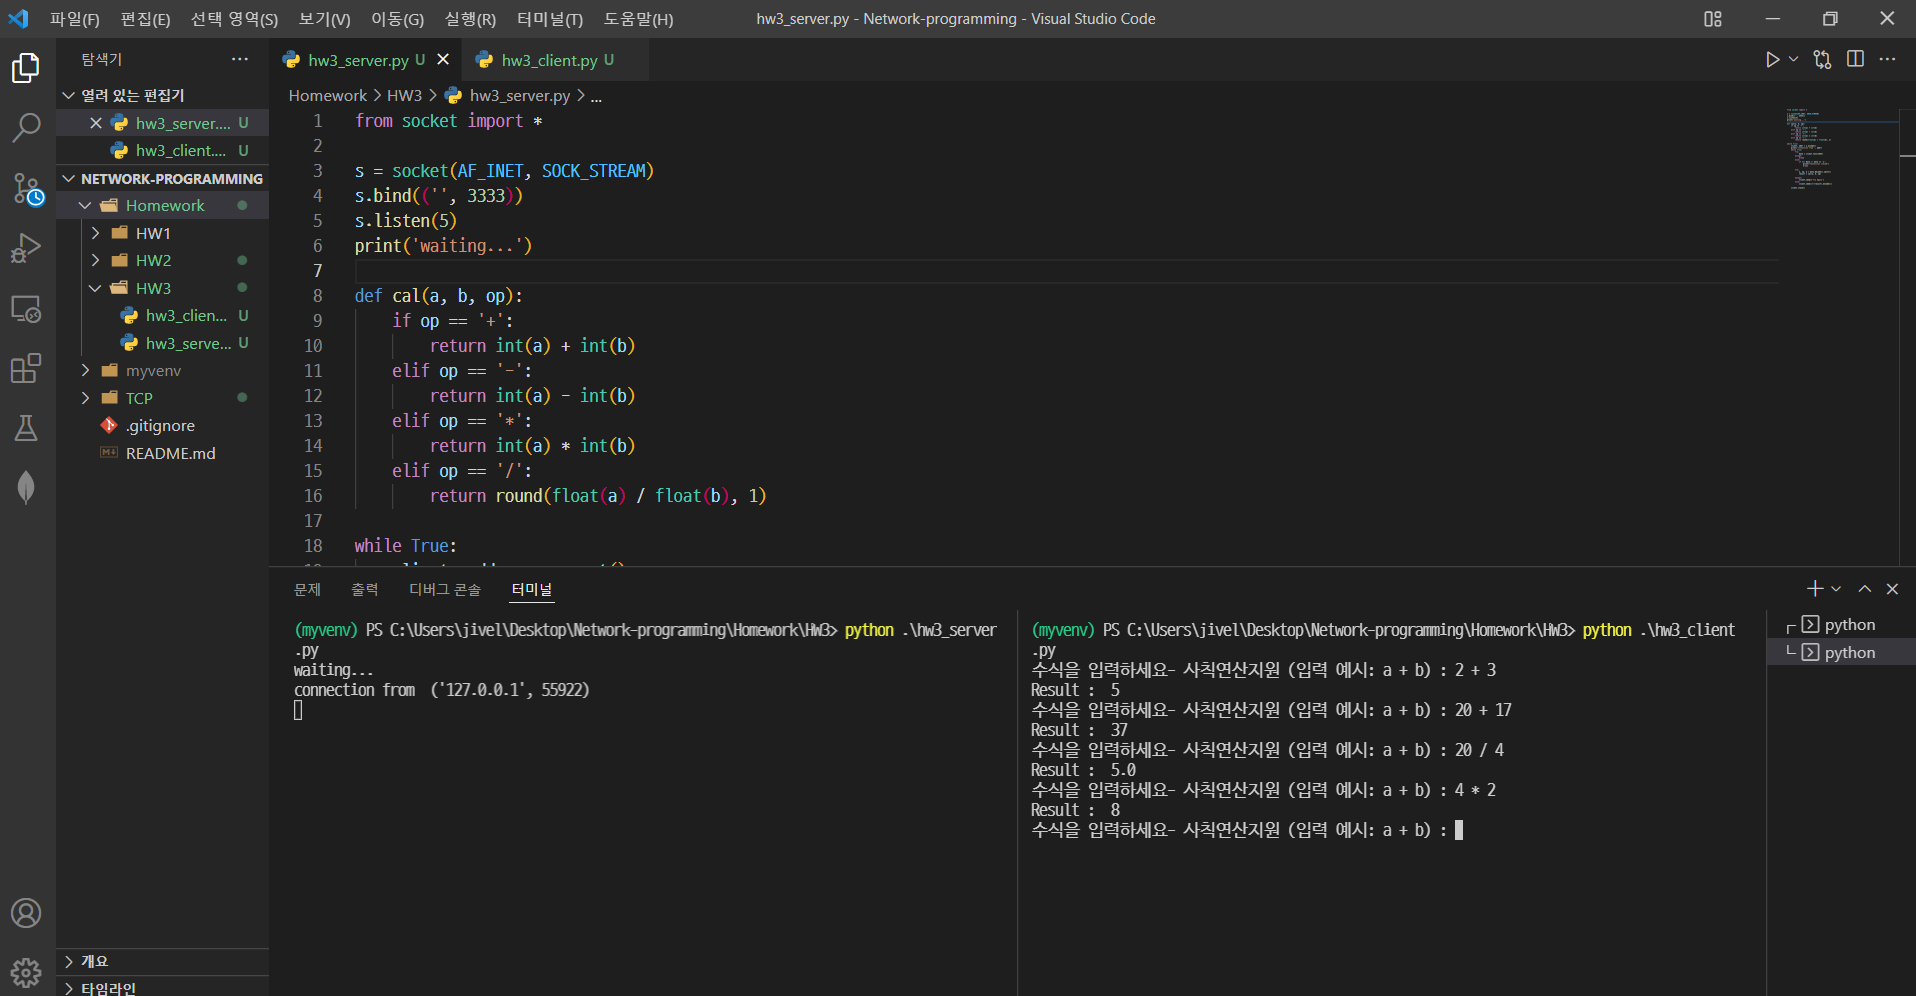 파일(F) 편집(E) 선택 영역(S) 보기(V) 이동(G) 실행(R) 터미널(T) 도움말(H)
hw3_server.py - Network-programming - Visual Studio Code
탐색기
열려 있는 편집기
hw3_server.... U
hw3_client.... U
NETWORK-PROGRAMMING
Homework
HW1
HW2
HW3
hw3_clien... U
hw3_serve... U
myvenv
TCP
.gitignore
README.md
개요
타임라인
hw3_server.py U
hw3_client.py U
Homework > HW3 > hw3_server.py > ...
1 from socket import *
2
3 s = socket(AF_INET, SOCK_STREAM)
4 s.bind(('', 3333))
5 s.listen(5)
6 print('waiting...')
7
8 def cal(a, b, op):
9 if op == '+':
10 return int(a) + int(b)
11 elif op == '-':
12 return int(a) - int(b)
13 elif op == '*':
14 return int(a) * int(b)
15 elif op == '/':
16 return round(float(a) / float(b), 1)
17
18 while True:
문제 출력 디버그 콘솔 터미널
(myvenv) PS C:\Users\jivel\Desktop\Network-programming\Homework\HW3> python .\hw3_server
.py
waiting...
connection from  ('127.0.0.1', 55922)
(myvenv) PS C:\Users\jivel\Desktop\Network-programming\Homework\HW3> python .\hw3_client
.py
수식을 입력하세요- 사칙연산지원 (입력 예시: a + b) : 2 + 3
Result :  5
수식을 입력하세요- 사칙연산지원 (입력 예시: a + b) : 20 + 17
Result :  37
수식을 입력하세요- 사칙연산지원 (입력 예시: a + b) : 20 / 4
Result :  5.0
수식을 입력하세요- 사칙연산지원 (입력 예시: a + b) : 4 * 2
Result :  8
수식을 입력하세요- 사칙연산지원 (입력 예시: a + b) :
python
python